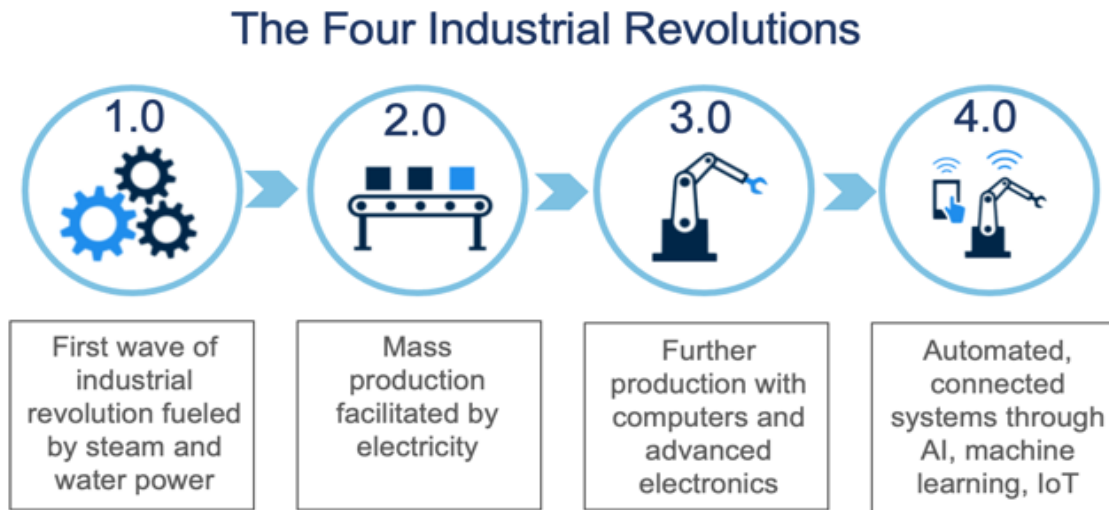 The Four Industrial Revolutions
1.0
2.0
3.0
4.0
First wave of
industrial
revolution fueled
by steam and
water power
Mass
production
facilitated by
electricity
Further
production with
computers and
advanced
electronics
Automated,
connected
systems through
AI, machine
learning, IoT